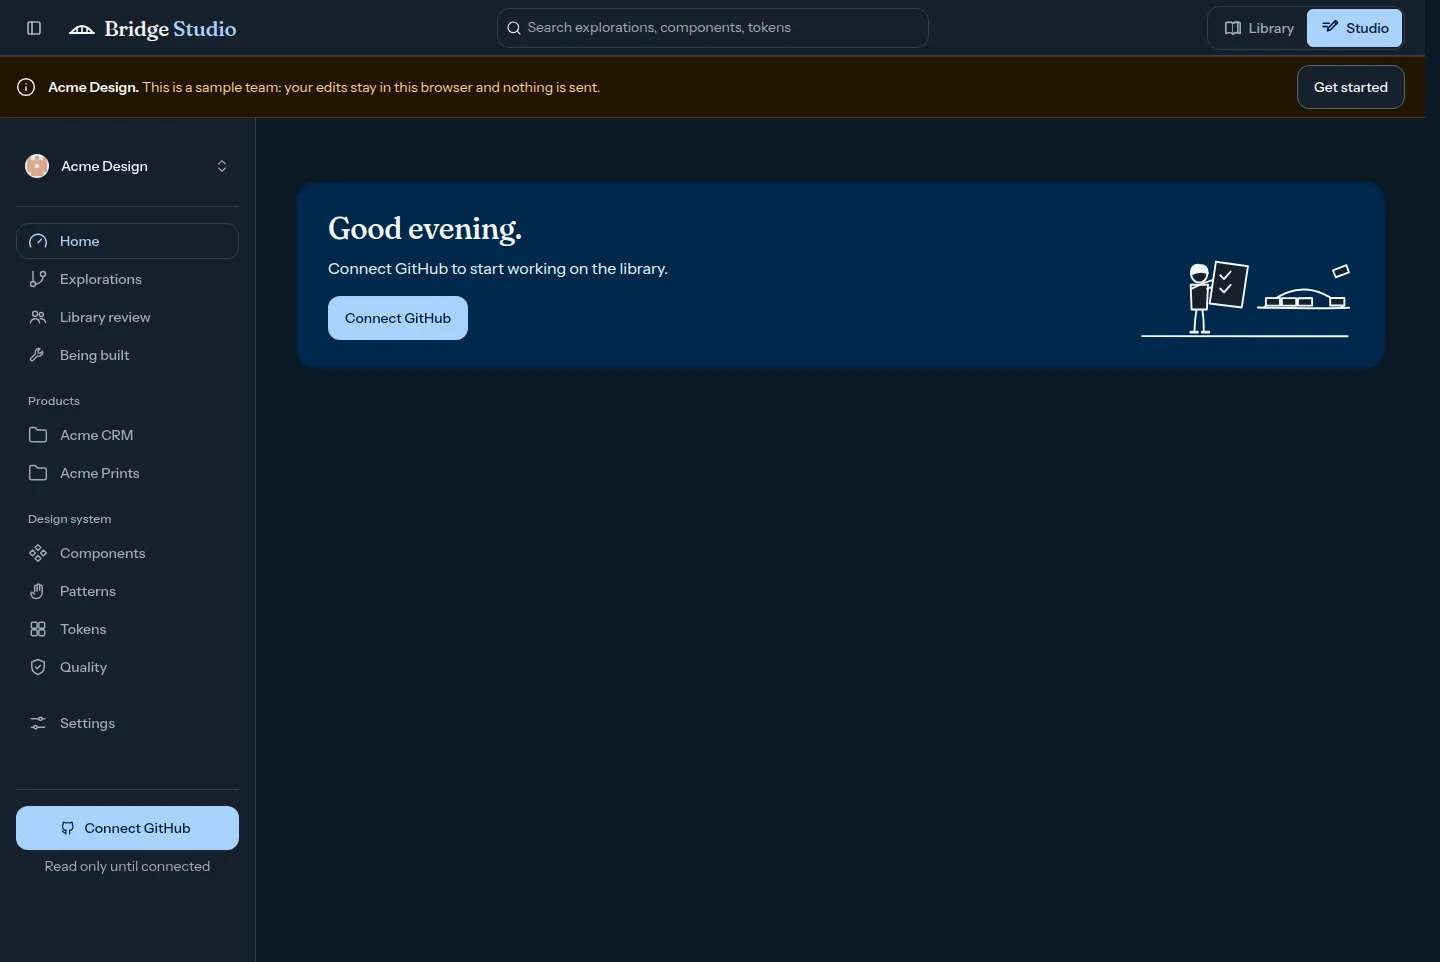 Bridge Studio
Search explorations, components, tokens
Library
Studio
Acme Design. This is a sample team: your edits stay in this browser and nothing is sent.
Get started
Acme Design
Home
Explorations
Library review
Being built
Products
Acme CRM
Acme Prints
Design system
Components
Patterns
Tokens
Quality
Settings
Connect GitHub
Read only until connected
Good evening.
Connect GitHub to start working on the library.
Connect GitHub